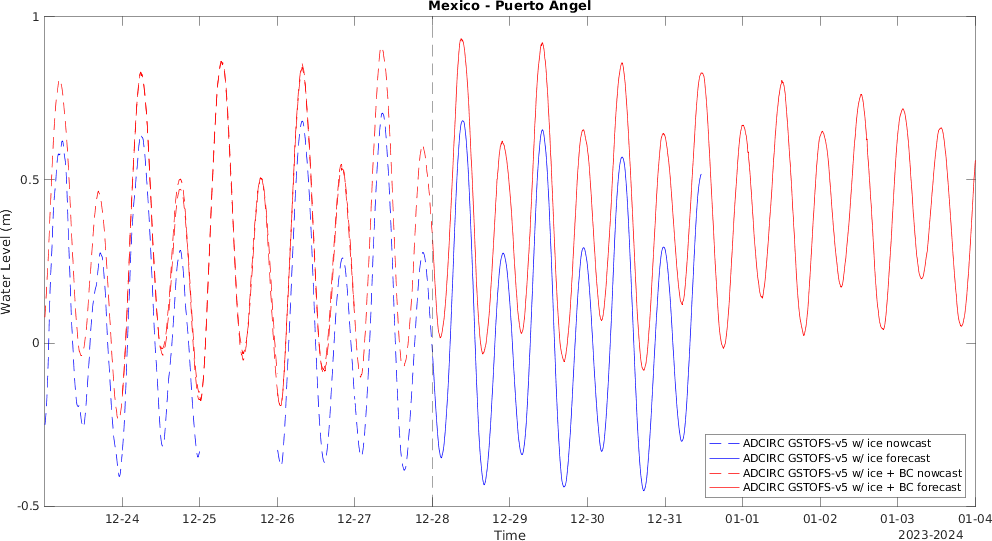 Mexico - Puerto Angel
1
0.5
0
-0.5
Water Level (m)
12-24
12-25
12-26
12-27
12-28
12-29
12-30
12-31
01-01
01-02
01-03
01-04
Time
2023-2024
ADCIRC GSTOFS-v5 w/ ice nowcast
ADCIRC GSTOFS-v5 w/ ice forecast
ADCIRC GSTOFS-v5 w/ ice + BC nowcast
ADCIRC GSTOFS-v5 w/ ice + BC forecast